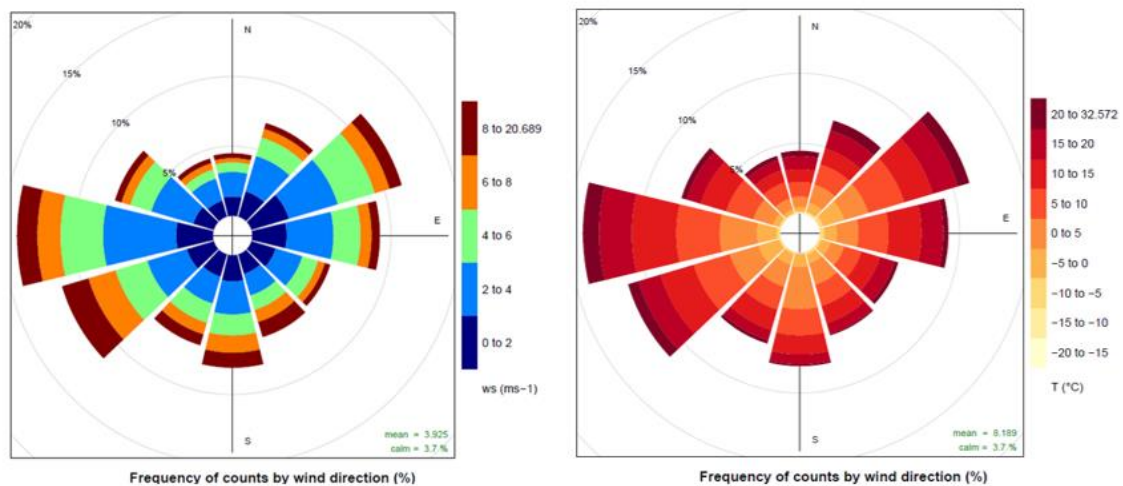 20%
N
15%
10%
5%
E
S
mean = 3.925
calm = 3.7 %
Frequency of counts by wind direction (%)
8 to 20.689
6 to 8
4 to 6
2 to 4
0 to 2
ws (ms−1)
20%
N
15%
10%
5%
E
S
mean = 8.189
calm = 3.7 %
Frequency of counts by wind direction (%)
20 to 32.572
15 to 20
10 to 15
5 to 10
0 to 5
−5 to 0
−10 to −5
−15 to −10
−20 to −15
T (°C)